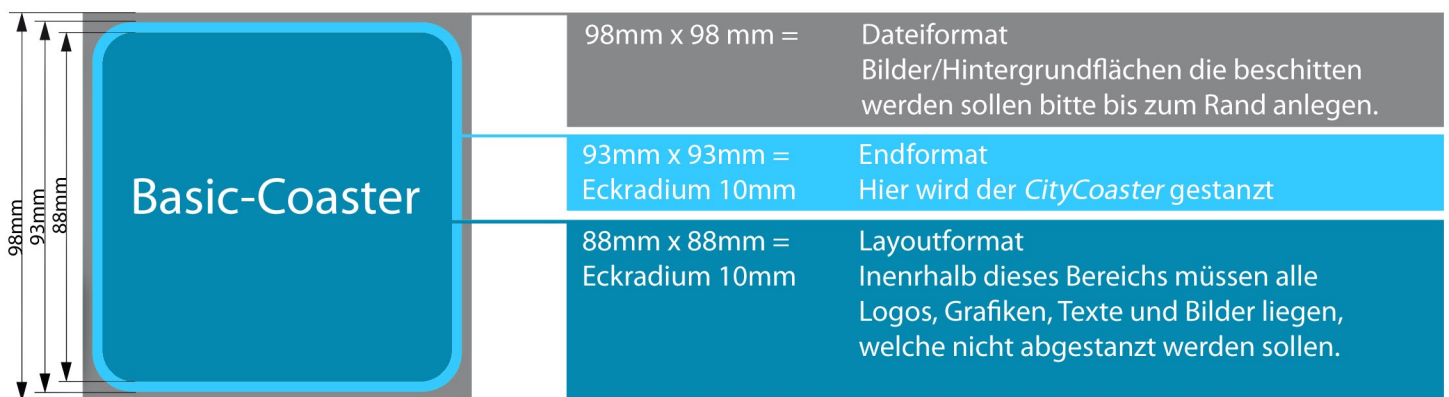 98mm
93mm
88mm
Basic-Coaster
98mm x 98 mm = Dateiformat
Bilder/Hintergrundflächen die beschitten
werden sollen bitte bis zum Rand anlegen.
93mm x 93mm = Endformat
Eckradium 10mm Hier wird der CityCoaster gestanzt
88mm x 88mm = Layoutformat
Eckradium 10mm Inenrhalb dieses Bereichs müssen alle
Logos, Grafiken, Texte und Bilder liegen,
welche nicht abgestanzt werden sollen.